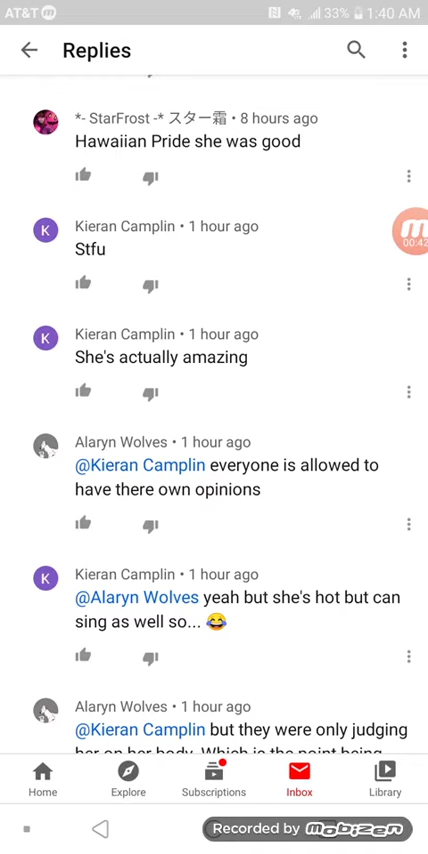 AT&T
33% 1:40 AM
Replies
*- StarFrost -* スター霜 • 8 hours ago
Hawaiian Pride she was good
K
Kieran Camplin • 1 hour ago
Stfu
00:42
K
Kieran Camplin • 1 hour ago
She's actually amazing
Alaryn Wolves • 1 hour ago
@Kieran Camplin everyone is allowed to
have there own opinions
K
Kieran Camplin • 1 hour ago
@Alaryn Wolves yeah but she's hot but can
sing as well so... 😂
Alaryn Wolves • 1 hour ago
@Kieran Camplin but they were only judging
her on her body. Which is the point being
Home Explore Subscriptions Inbox Library
Recorded by mobizen